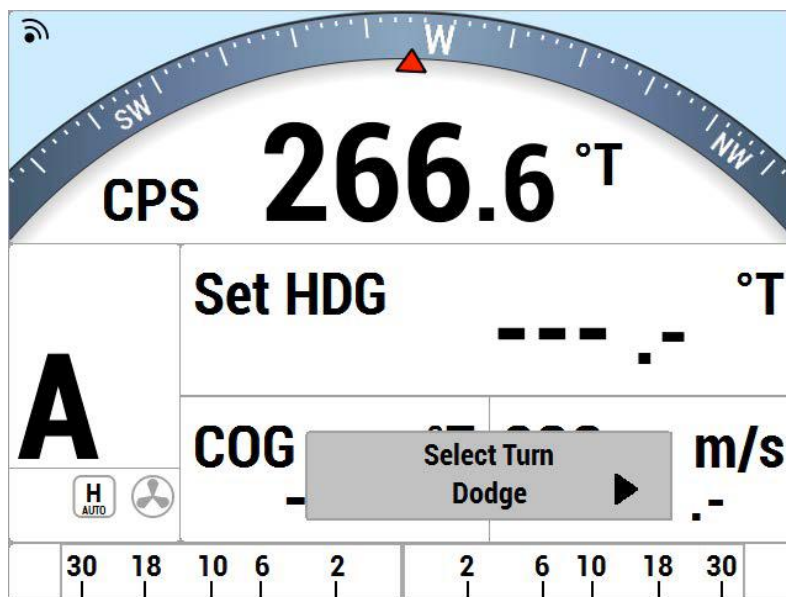 W
SW
NW
CPS 266.6 °T
Set HDG °T
---.-
A
COG
m/s
Select Turn
Dodge
-
.-
H
AUTO
30 18 10 6 2 2 6 10 18 30